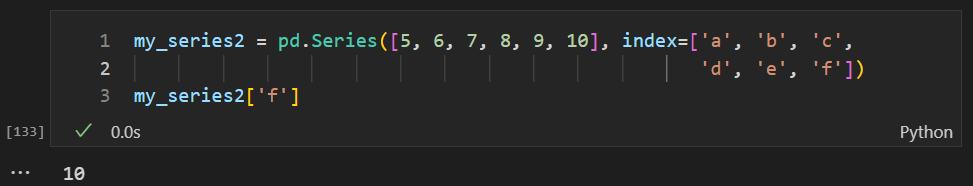 1 my_series2 = pd.Series([5, 6, 7, 8, 9, 10], index=['a', 'b', 'c',
2 'd', 'e', 'f'])
3 my_series2['f']
[133] ✓ 0.0s Python
... 10